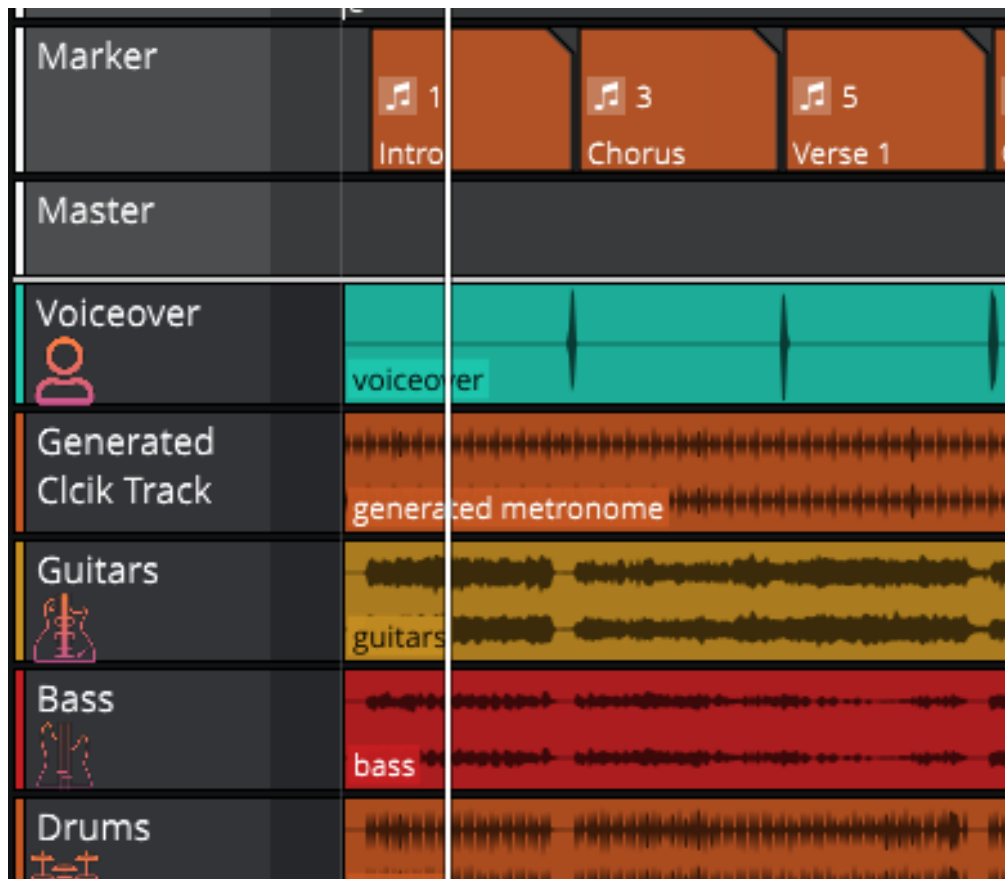 Marker
1
3
5
Intro
Chorus
Verse 1
Master
Voiceover
voiceover
Generated
Clcik Track
generated metronome
Guitars
guitars
Bass
bass
Drums